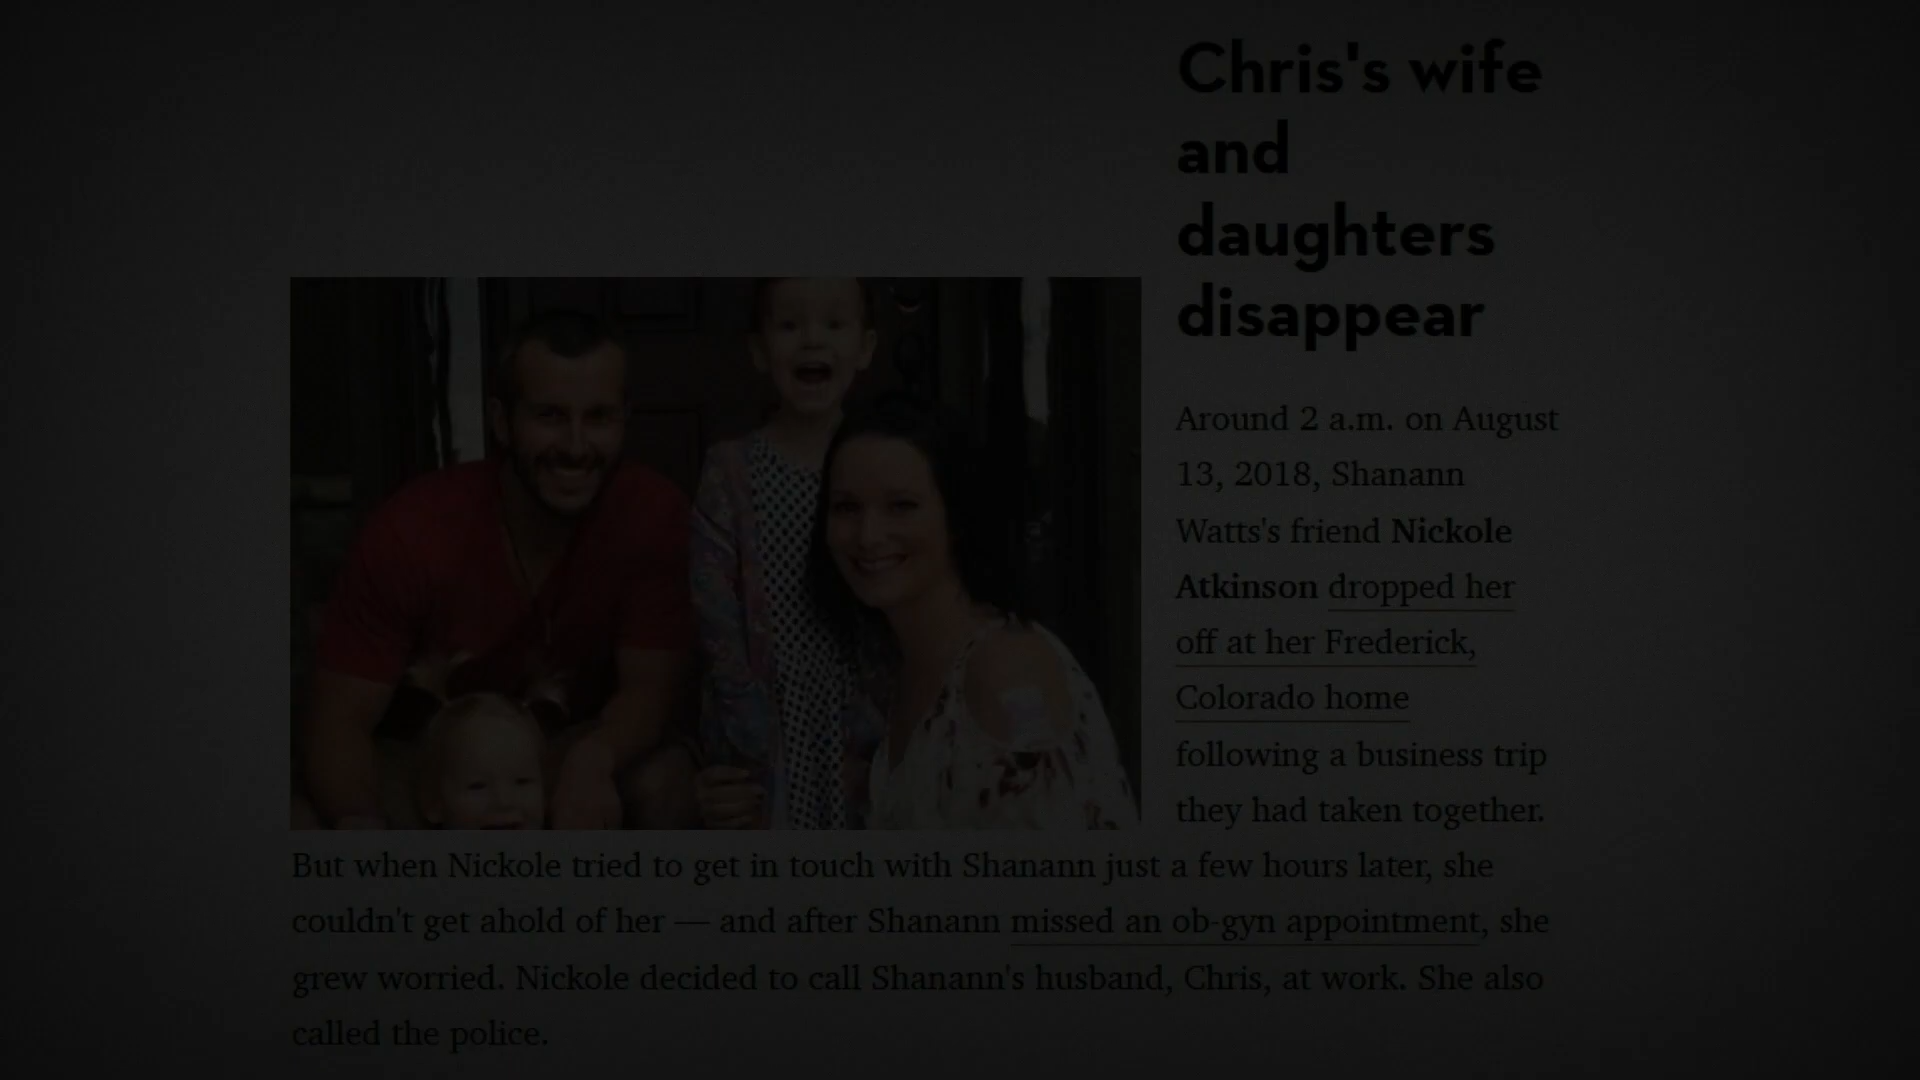 Chris's wife
and
daughters
disappear
Around 2 a.m. on August
13, 2018, Shanann
Watts's friend Nickole
Atkinson dropped her
off at her Frederick,
Colorado home
following a business trip
they had taken together.
But when Nickole tried to get in touch with Shanann just a few hours later, she
couldn't get ahold of her — and after Shanann missed an ob-gyn appointment, she
grew worried. Nickole decided to call Shanann's husband, Chris, at work. She also
called the police.